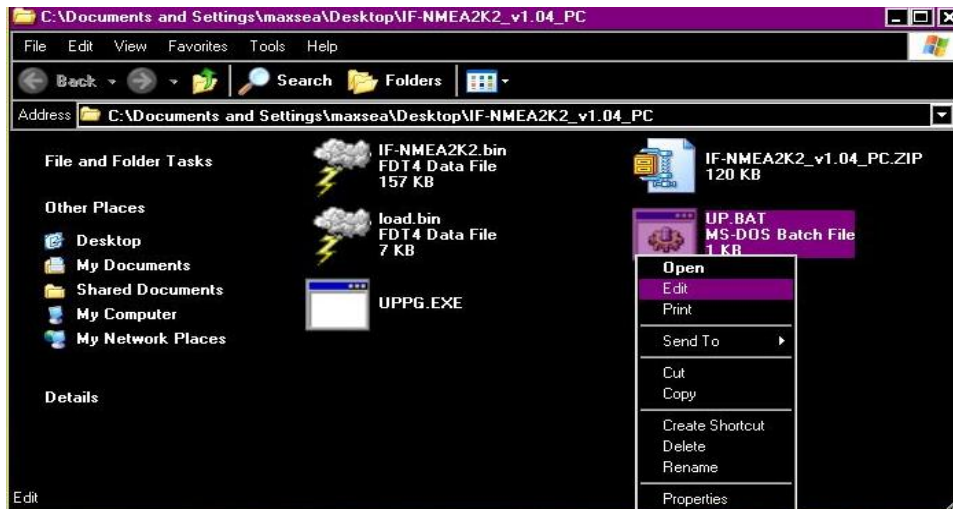 C:\Documents and Settings\maxsea\Desktop\IF-NMEA2K2_v1.04_PC
File Edit View Favorites Tools Help
Back Search Folders
Address C:\Documents and Settings\maxsea\Desktop\IF-NMEA2K2_v1.04_PC
File and Folder Tasks
Other Places
Desktop
My Documents
Shared Documents
My Computer
My Network Places
Details
IF-NMEA2K2.bin
FDT4 Data File
157 KB
IF-NMEA2K2_v1.04_PC.ZIP
120 KB
load.bin
FDT4 Data File
7 KB
UP.BAT
MS-DOS Batch File
1 KB
UPPG.EXE
Open
Edit
Print
Send To
Cut
Copy
Create Shortcut
Delete
Rename
Properties
Edit